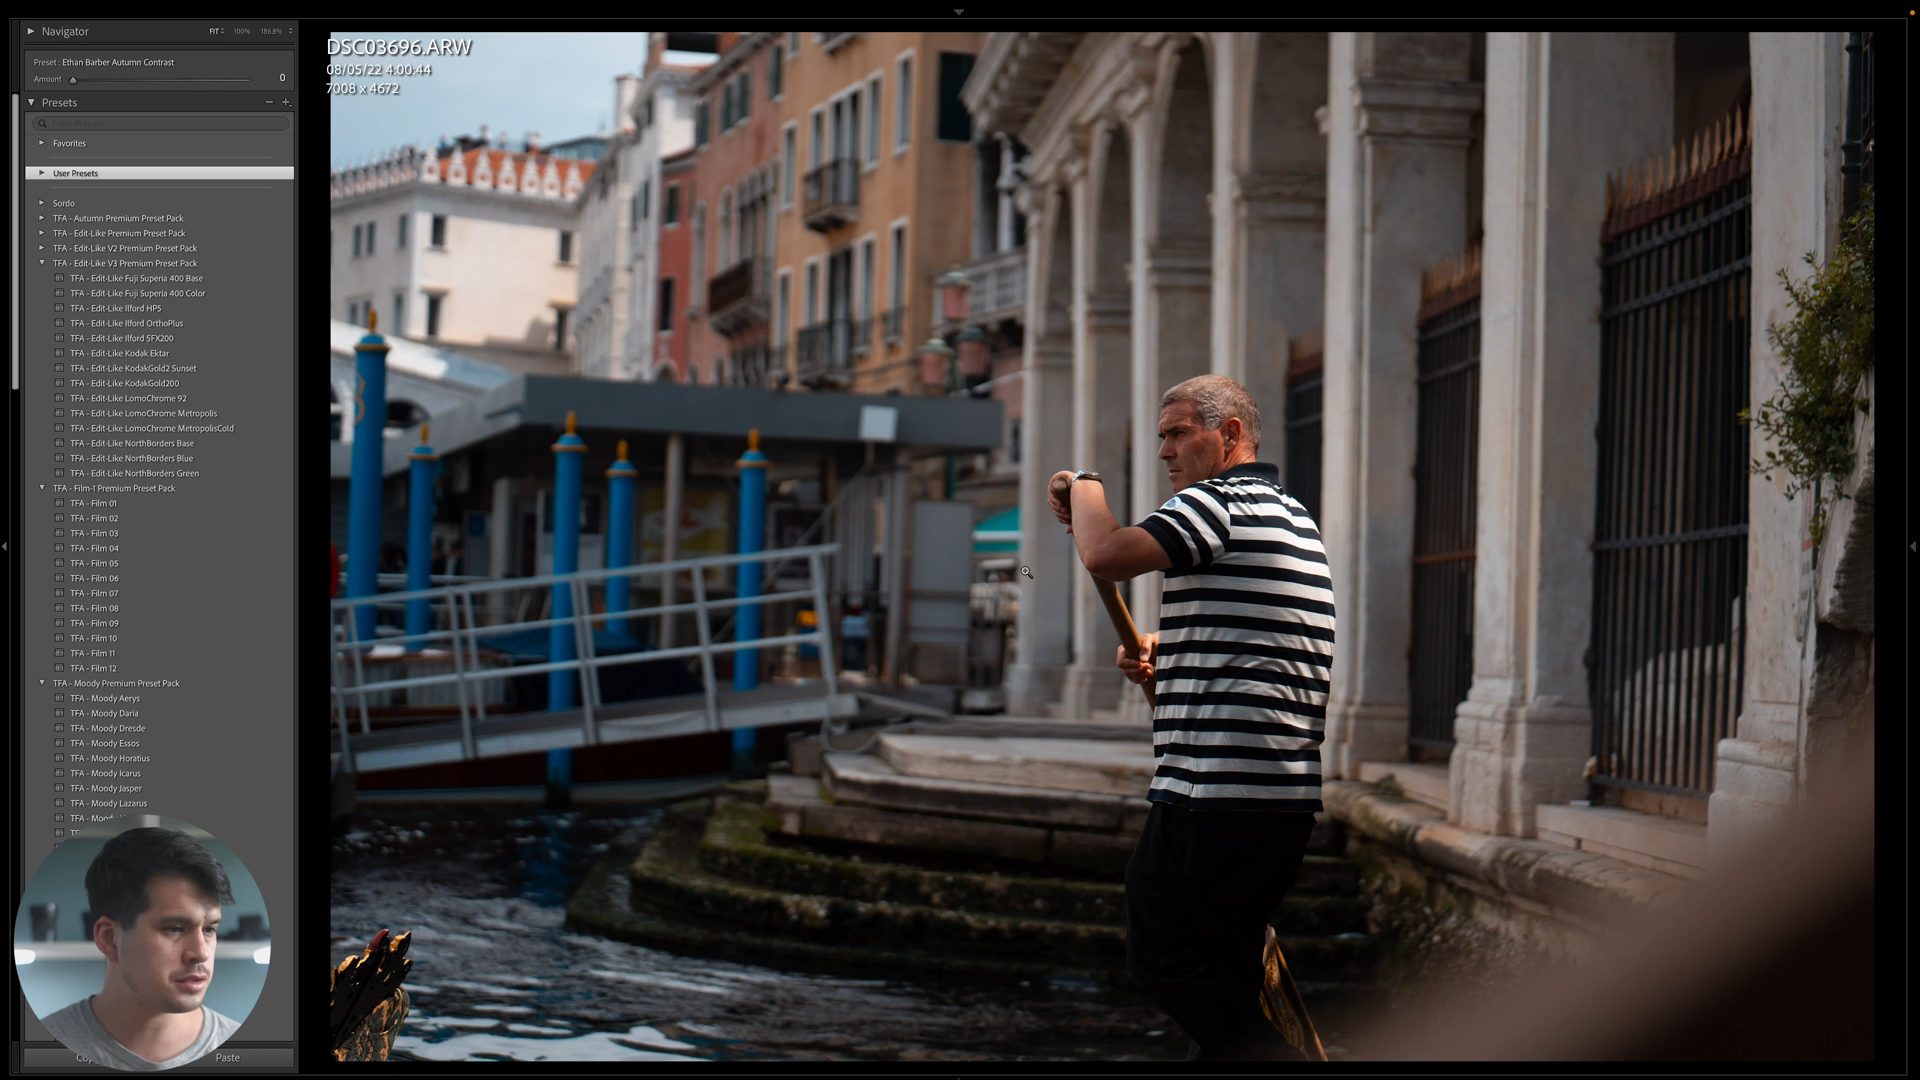 Navigator
FIT
100%
186.8%
Preset : Ethan Barber Autumn Contrast
Amount
0
Presets
Filter Presets
Favorites
User Presets
Sordo
TFA - Autumn Premium Preset Pack
TFA - Edit-Like Premium Preset Pack
TFA - Edit-Like V2 Premium Preset Pack
TFA - Edit-Like V3 Premium Preset Pack
TFA - Edit-Like Fuji Superia 400 Base
TFA - Edit-Like Fuji Superia 400 Color
TFA - Edit-Like Ilford HP5
TFA - Edit-Like Ilford OrthoPlus
TFA - Edit-Like Ilford SFX200
TFA - Edit-Like Kodak Ektar
TFA - Edit-Like KodakGold2 Sunset
TFA - Edit-Like KodakGold200
TFA - Edit-Like LomoChrome 92
TFA - Edit-Like LomoChrome Metropolis
TFA - Edit-Like LomoChrome MetropolisCold
TFA - Edit-Like NorthBorders Base
TFA - Edit-Like NorthBorders Blue
TFA - Edit-Like NorthBorders Green
TFA - Film-1 Premium Preset Pack
TFA - Film 01
TFA - Film 02
TFA - Film 03
TFA - Film 04
TFA - Film 05
TFA - Film 06
TFA - Film 07
TFA - Film 08
TFA - Film 09
TFA - Film 10
TFA - Film 11
TFA - Film 12
TFA - Moody Premium Preset Pack
TFA - Moody Aerys
TFA - Moody Daria
TFA - Moody Dresde
TFA - Moody Essos
TFA - Moody Horatius
TFA - Moody Icarus
TFA - Moody Jasper
TFA - Moody Lazarus
TFA - Moody
Paste
DSC03696.ARW
08/05/22 4:00:44
7008 x 4672